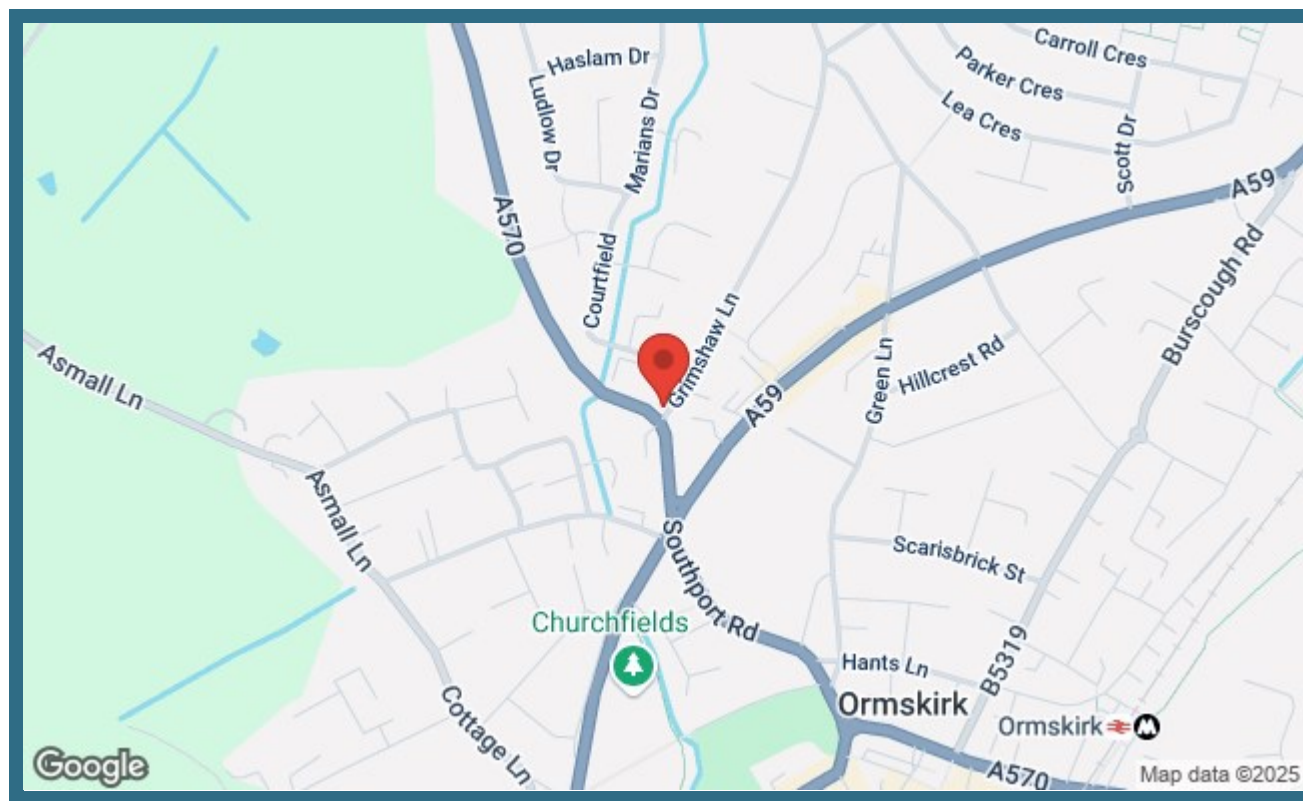 Haslam Dr
Carroll Cres
Parker Cres
Lea Cres
Ludlow Dr
Marians Dr
Scott Dr
A59
A570
Courtfield
Burscough Rd
Grimshaw Ln
Asmall Ln
Green Ln
Hillcrest Rd
A59
Asmall Ln
Southport Rd
Scarisbrick St
Churchfields
Hants Ln
B5319
Ormskirk
Cottage Ln
Ormskirk
A570
Google
Map data ©2025